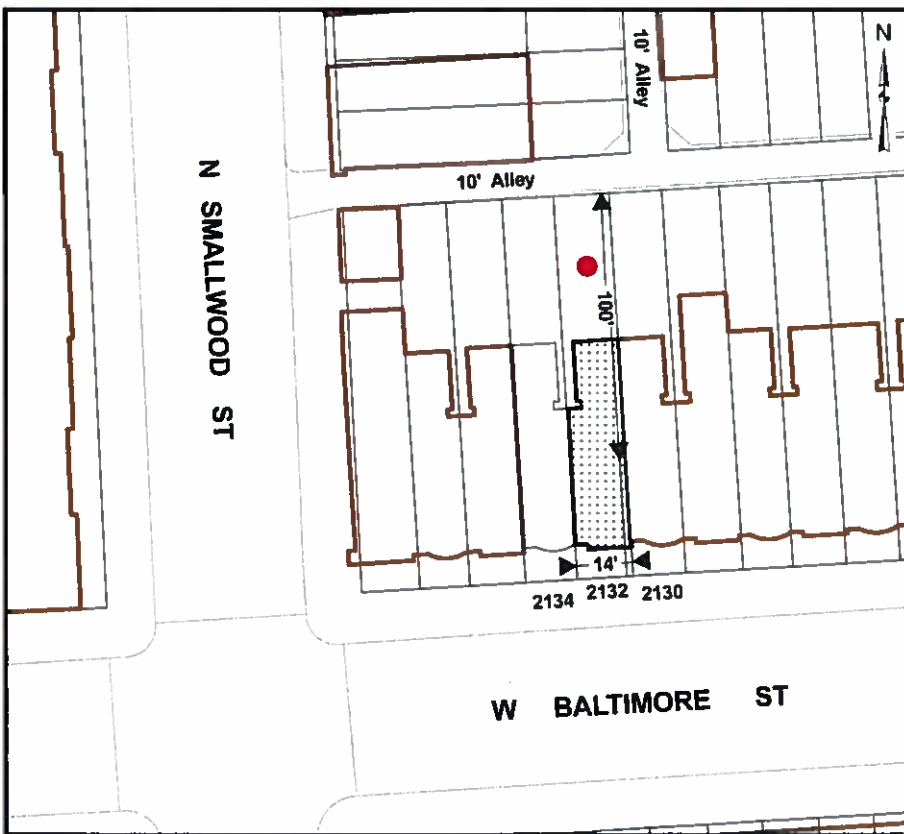 N
10' Alley
10' Alley
N SMALLWOOD ST
100'
14'
2134 2132 2130
W BALTIMORE ST